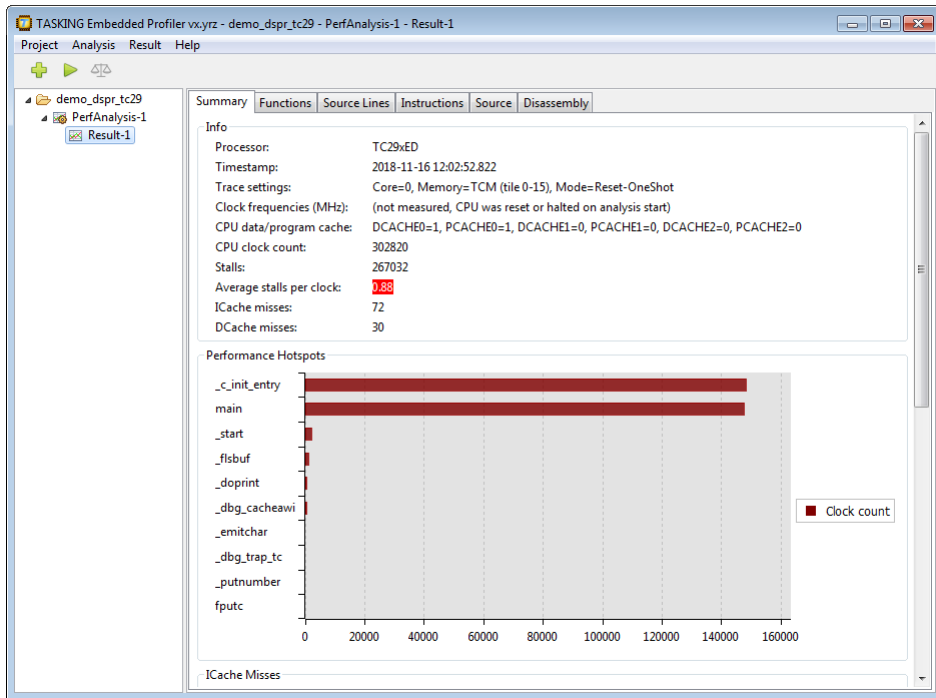 TASKING Embedded Profiler vx.yrz - demo_dspr_tc29 - PerfAnalysis-1 - Result-1
Project Analysis Result Help
demo_dspr_tc29
PerfAnalysis-1
Result-1
Summary Functions Source Lines Instructions Source Disassembly
Info
Processor: TC29xED
Timestamp: 2018-11-16 12:02:52.822
Trace settings: Core=0, Memory=TCM (tile 0-15), Mode=Reset-OneShot
Clock frequencies (MHz): (not measured, CPU was reset or halted on analysis start)
CPU data/program cache: DCACHE0=1, PCACHE0=1, DCACHE1=0, PCACHE1=0, DCACHE2=0, PCACHE2=0
CPU clock count: 302820
Stalls: 267032
Average stalls per clock: 0.88
ICache misses: 72
DCache misses: 30
Performance Hotspots
_c_init_entry
main
_start
_flsbuf
_doprint
_dbg_cacheawi
_emitchar
_dbg_trap_tc
_putnumber
fputc
0 20000 40000 60000 80000 100000 120000 140000 160000
Clock count
ICache Misses